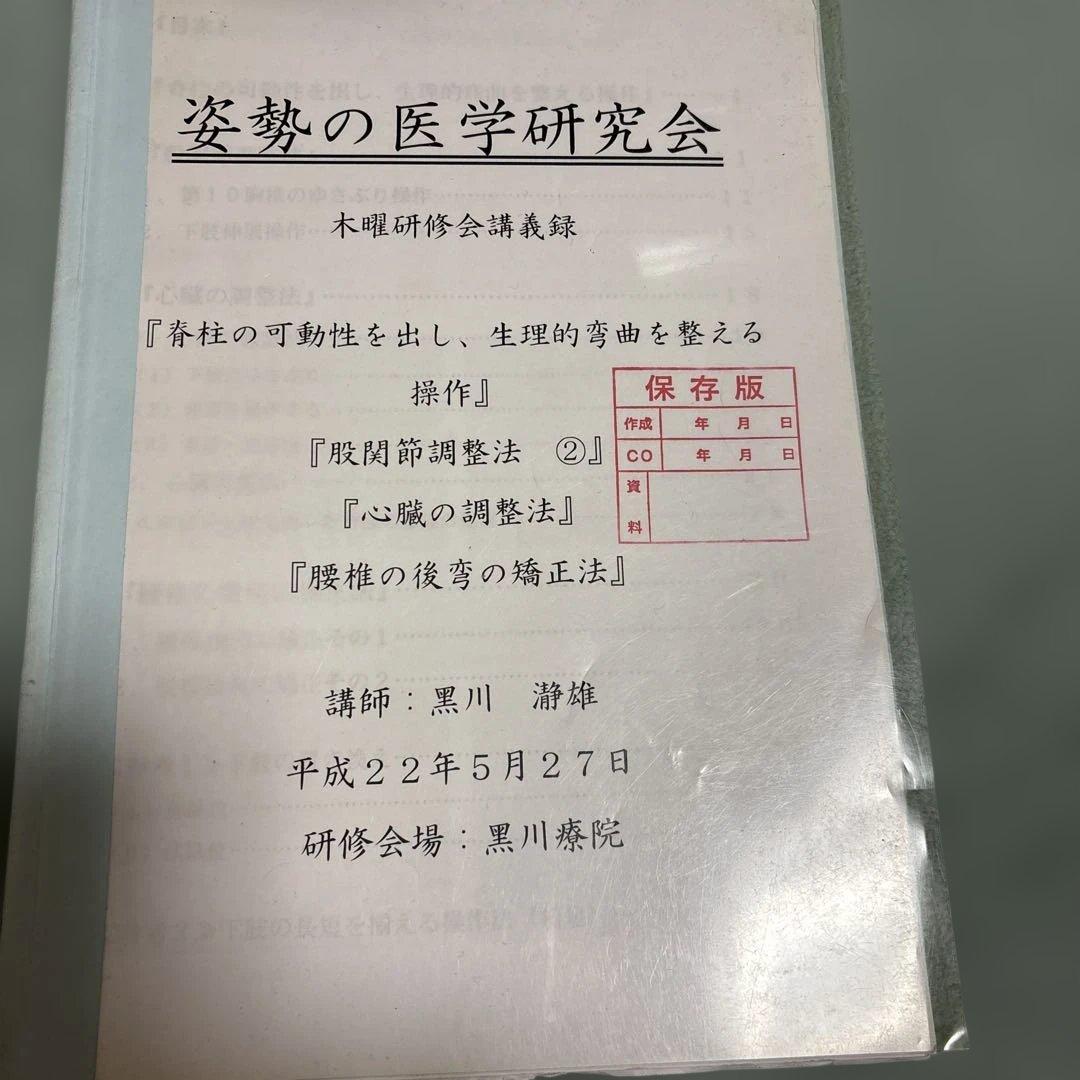 姿勢の医学研究会
木曜研修会講義録
『脊柱の可動性を出し、生理的弯曲を整える
操作』
『股関節調整法　②』
『心臓の調整法』
『腰椎の後弯の矯正法』
保存版
作成　年　月　日
CO　年　月　日
資料
講師：黒川　瀞雄
平成２２年５月２７日
研修会場：黒川療院